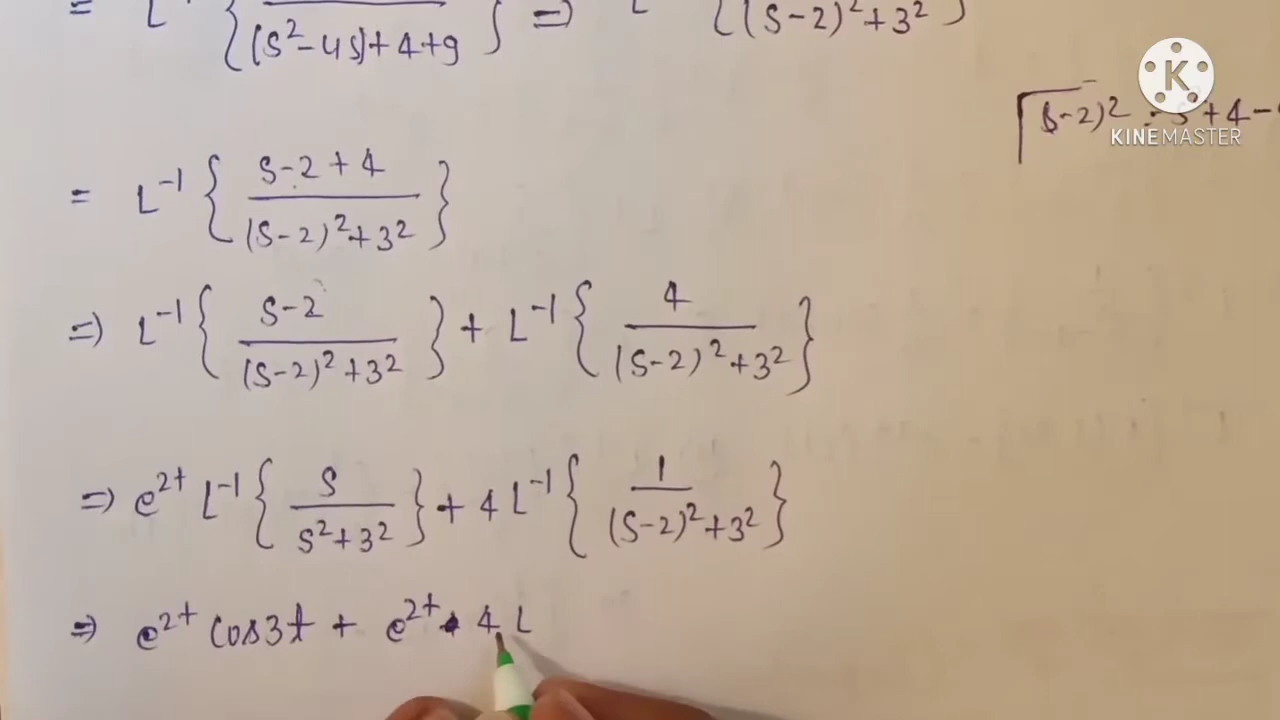 = L⁻¹ { (s²-4s)+4+9 } ⇒ L { (s-2)²+3² }
K
(s-2)² = s²+4-
KINEMASTER
= L⁻¹ { s-2+4 / (s-2)²+3² }
⇒ L⁻¹ { s-2 / (s-2)²+3² } + L⁻¹ { 4 / (s-2)²+3² }
⇒ e²ᵗ L⁻¹ { s / s²+3² } + 4 L⁻¹ { 1 / (s-2)²+3² }
⇒ e²ᵗ cos3t + e²ᵗ · 4 L